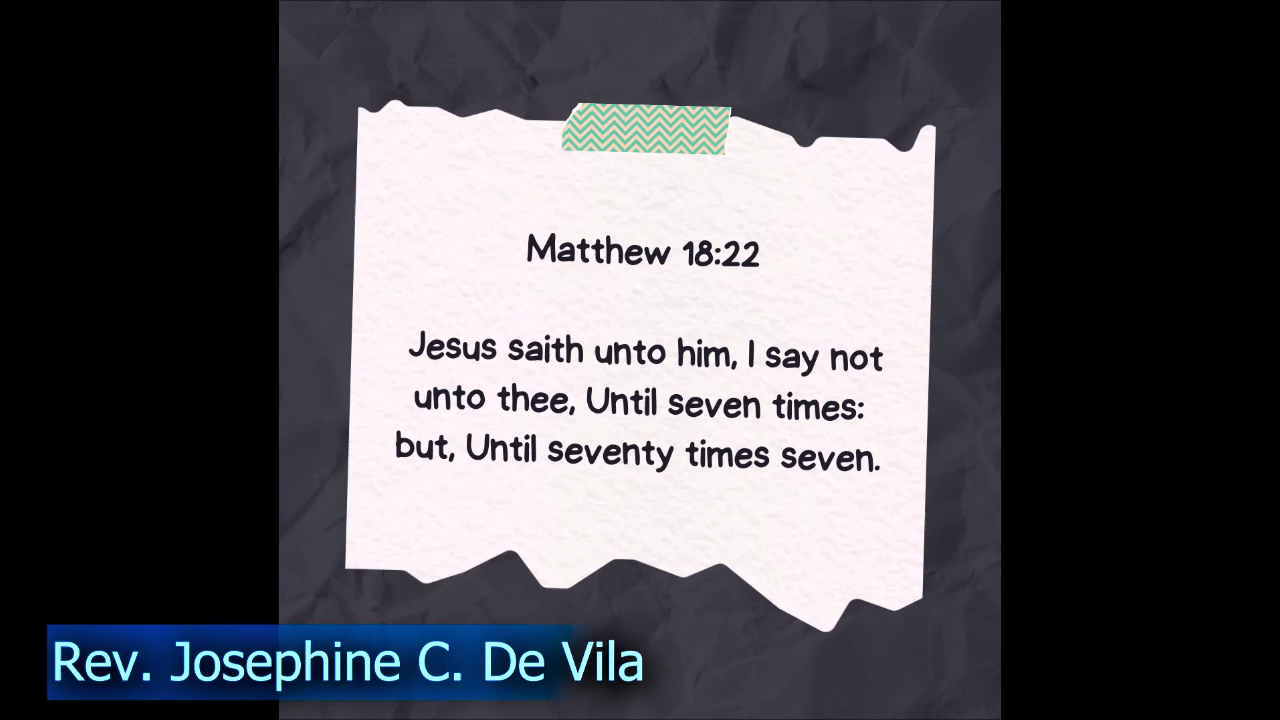 Matthew 18:22
Jesus saith unto him, I say not
unto thee, Until seven times:
but, Until seventy times seven.
Rev. Josephine C. De Vila